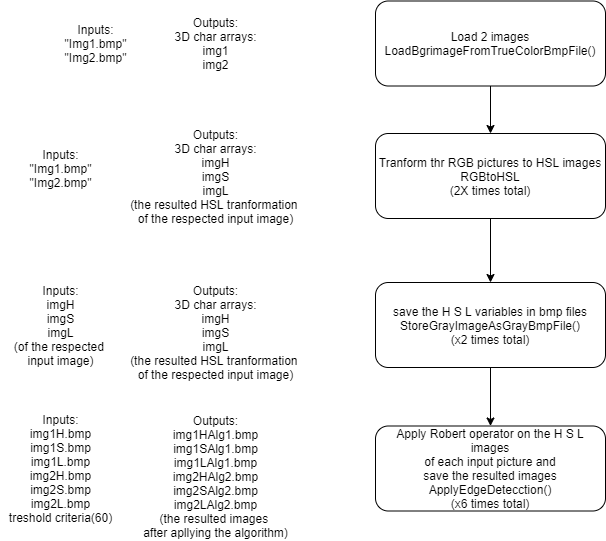 Inputs:
"Img1.bmp"
"Img2.bmp"
Outputs:
3D char arrays:
img1
img2
Load 2 images
LoadBgrimageFromTrueColorBmpFile()
Inputs:
"Img1.bmp"
"Img2.bmp"
Outputs:
3D char arrays:
imgH
imgS
imgL
(the resulted HSL tranformation
of the respected input image)
Tranform thr RGB pictures to HSL images
RGBtoHSL
(2X times total)
Inputs:
imgH
imgS
imgL
(of the respected
input image)
Outputs:
3D char arrays:
imgH
imgS
imgL
(the resulted HSL tranformation
of the respected input image)
save the H S L variables in bmp files
StoreGrayImageAsGrayBmpFile()
(x2 times total)
Inputs:
img1H.bmp
img1S.bmp
img1L.bmp
img2H.bmp
img2S.bmp
img2L.bmp
treshold criteria(60)
Outputs:
img1HAlg1.bmp
img1SAlg1.bmp
img1LAlg1.bmp
img2HAlg2.bmp
img2SAlg2.bmp
img2LAlg2.bmp
(the resulted images
after apllying the algorithm)
Apply Robert operator on the H S L
images
of each input picture and
save the resulted images
ApplyEdgeDetecction()
(x6 times total)